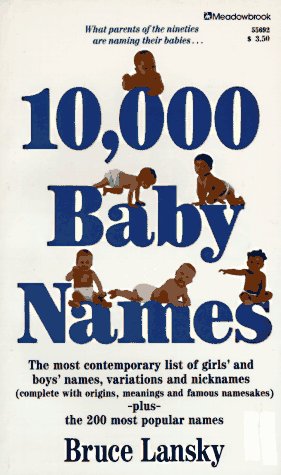 Meadowbrook
What parents of the nineties
are naming their babies...
55692
$ 3.50
10,000
Baby
Names
The most contemporary list of girls' and
boys' names, variations and nicknames
(complete with origins, meanings and famous namesakes)
-plus-
the 200 most popular names
Bruce Lansky